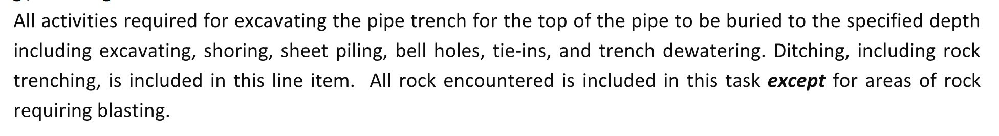 All activities required for excavating the pipe trench for the top of the pipe to be buried to the specified depth
including excavating, shoring, sheet piling, bell holes, tie-ins, and trench dewatering. Ditching, including rock
trenching, is included in this line item.  All rock encountered is included in this task except for areas of rock
requiring blasting.